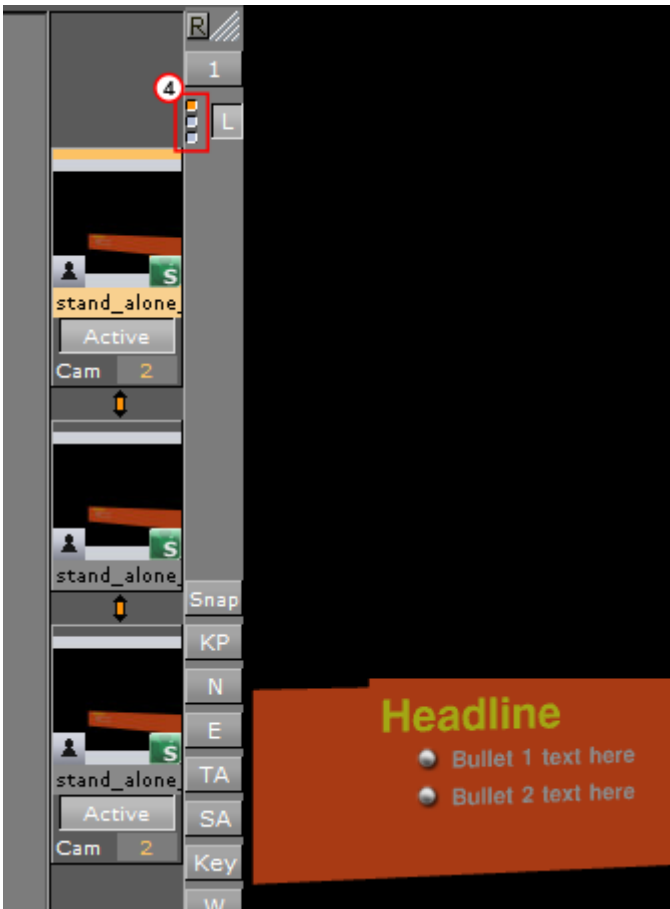 R
1
4
L
S
stand_alone_
Active
Cam 2
S
stand_alone_
S
stand_alone_
Active
Cam 2
Snap
KP
N
E
TA
SA
Key
W
Headline
Bullet 1 text here
Bullet 2 text here